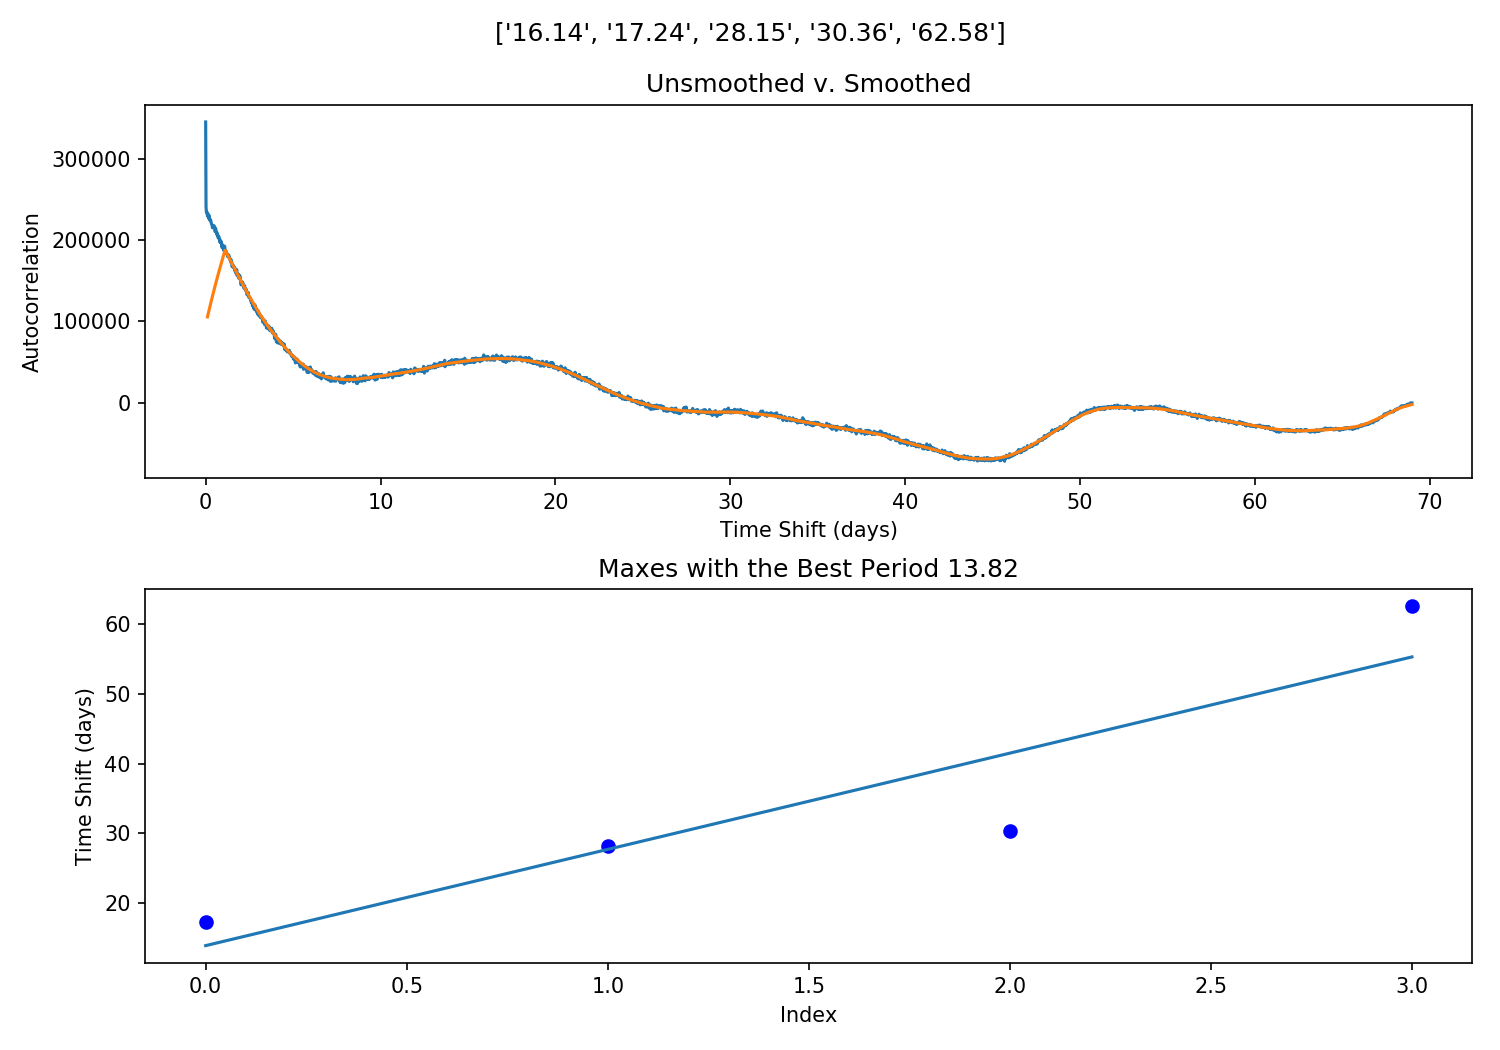 ['16.14', '17.24', '28.15', '30.36', '62.58']
Unsmoothed v. Smoothed
300000
200000
100000
0
Autocorrelation
0 10 20 30 40 50 60 70
Time Shift (days)
Maxes with the Best Period 13.82
60
50
40
30
20
Time Shift (days)
0.0 0.5 1.0 1.5 2.0 2.5 3.0
Index